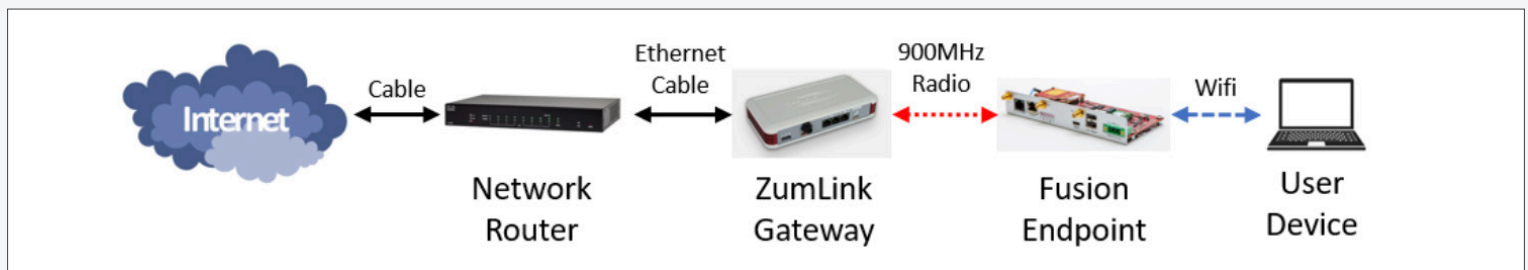 Internet
Cable
Network
Router
Ethernet
Cable
ZumLink
Gateway
900MHz
Radio
Fusion
Endpoint
Wifi
User
Device